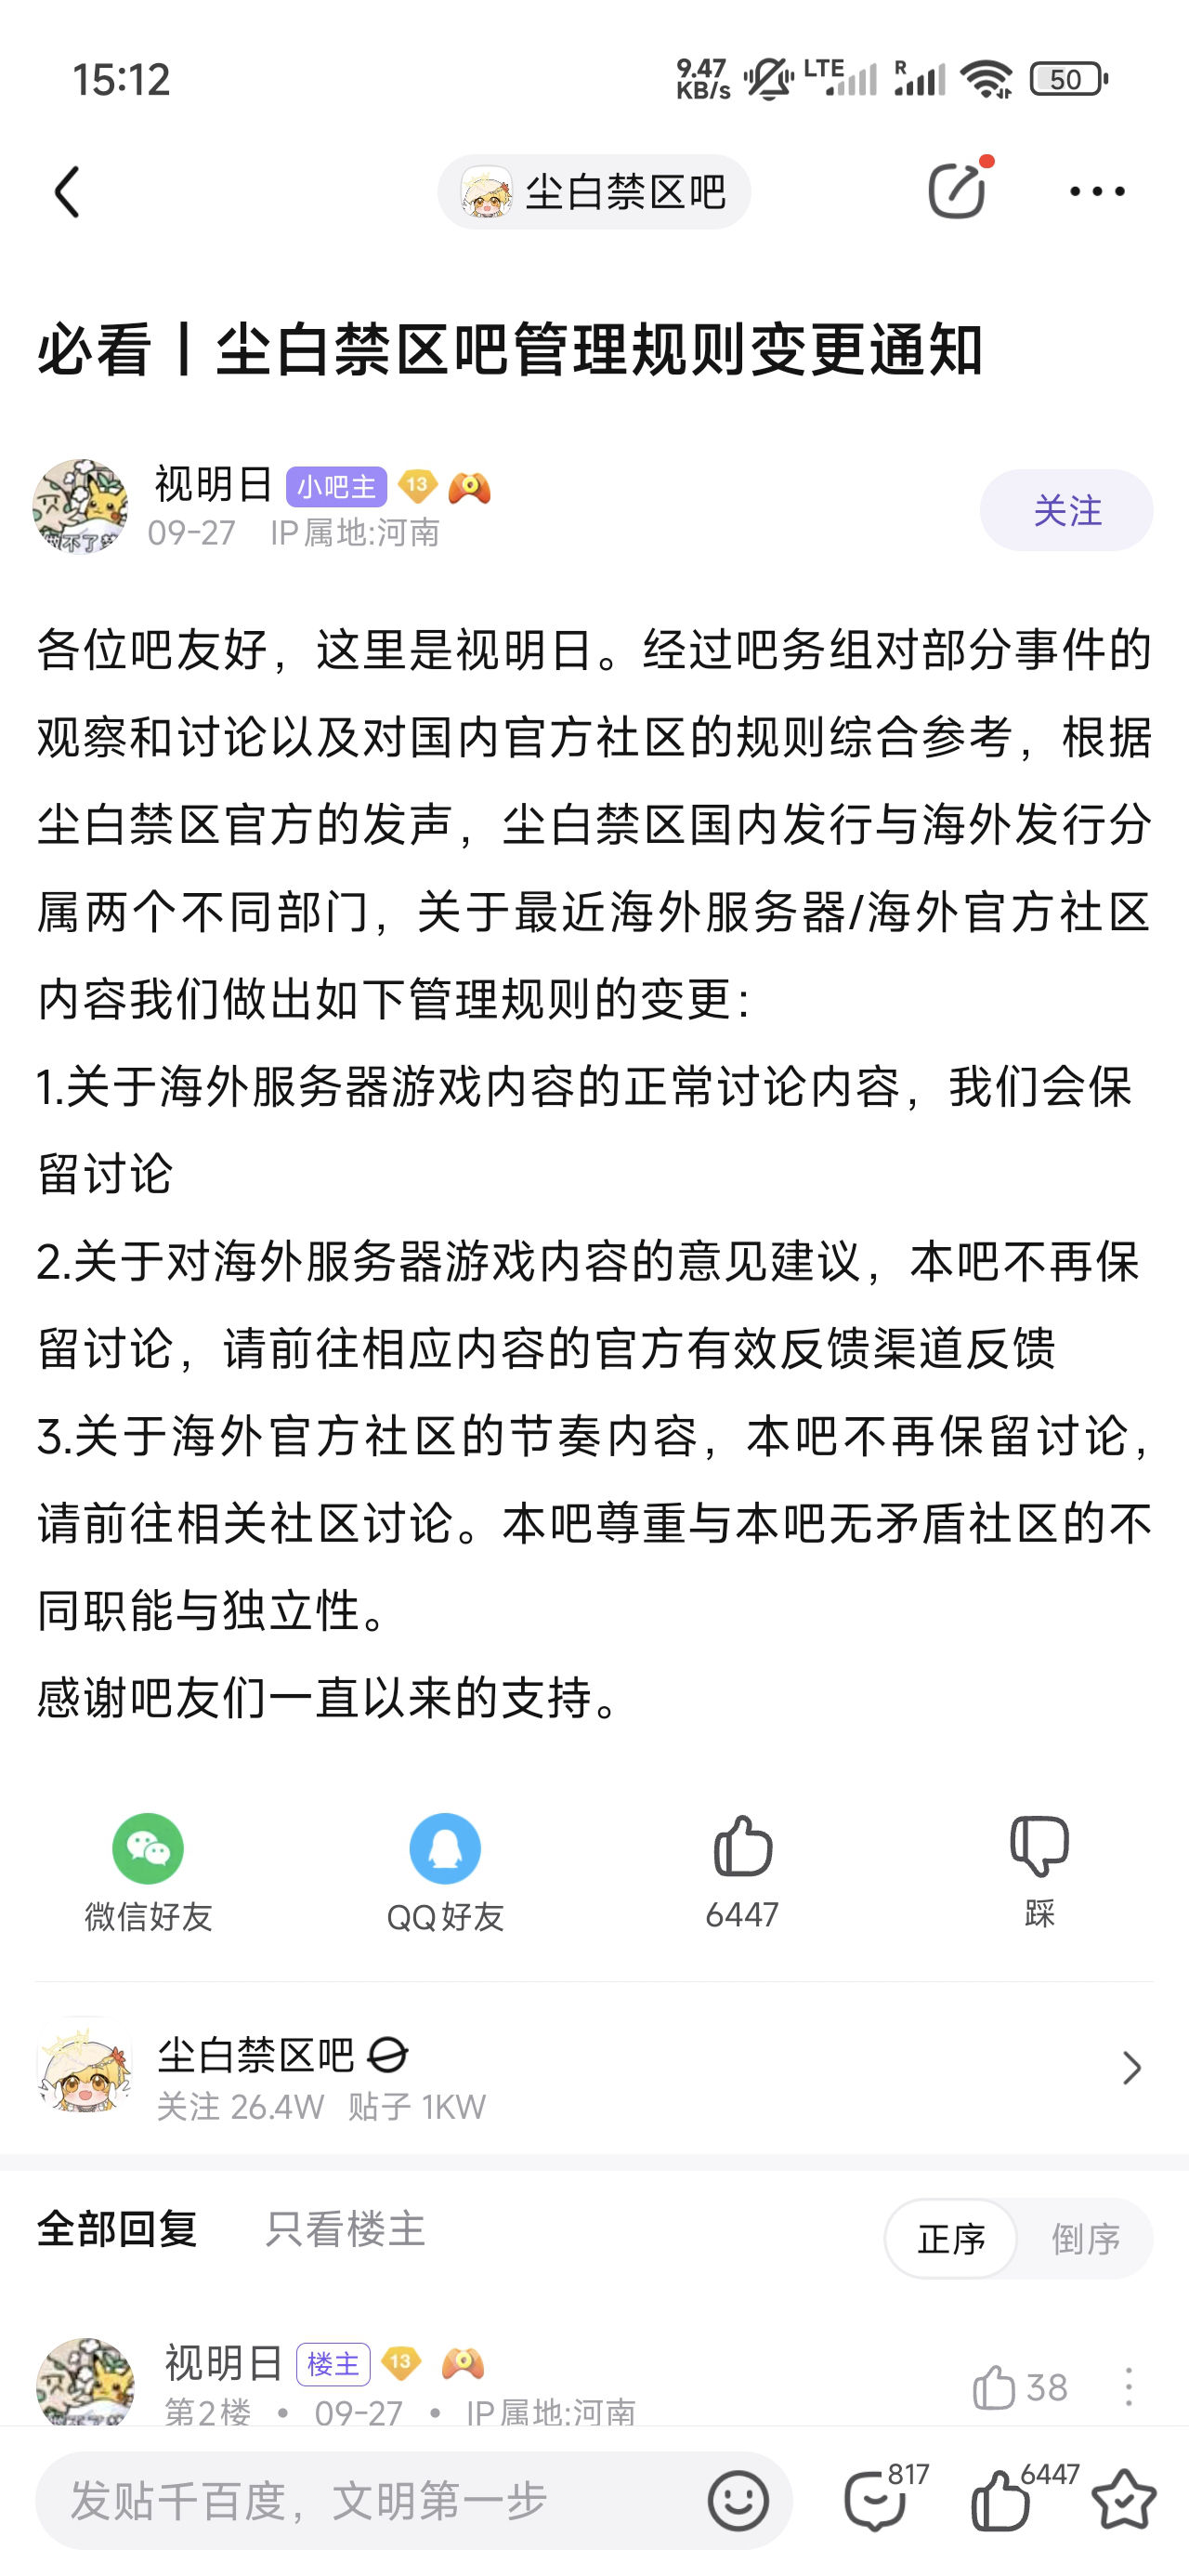 15:12
9.47 KB/s LTE R 50
尘白禁区吧
必看丨尘白禁区吧管理规则变更通知
视明日 小吧主 13
09-27 IP属地:河南
关注
各位吧友好，这里是视明日。经过吧务组对部分事件的
观察和讨论以及对国内官方社区的规则综合参考，根据
尘白禁区官方的发声，尘白禁区国内发行与海外发行分
属两个不同部门，关于最近海外服务器/海外官方社区
内容我们做出如下管理规则的变更：
1.关于海外服务器游戏内容的正常讨论内容，我们会保
留讨论
2.关于对海外服务器游戏内容的意见建议，本吧不再保
留讨论，请前往相应内容的官方有效反馈渠道反馈
3.关于海外官方社区的节奏内容，本吧不再保留讨论，
请前往相关社区讨论。本吧尊重与本吧无矛盾社区的不
同职能与独立性。
感谢吧友们一直以来的支持。
微信好友 QQ好友 6447 踩
尘白禁区吧
关注 26.4W 贴子 1KW
全部回复 只看楼主 正序 倒序
视明日 楼主 13
第2楼 • 09-27 • IP属地:河南
38
发贴千百度，文明第一步
817 6447